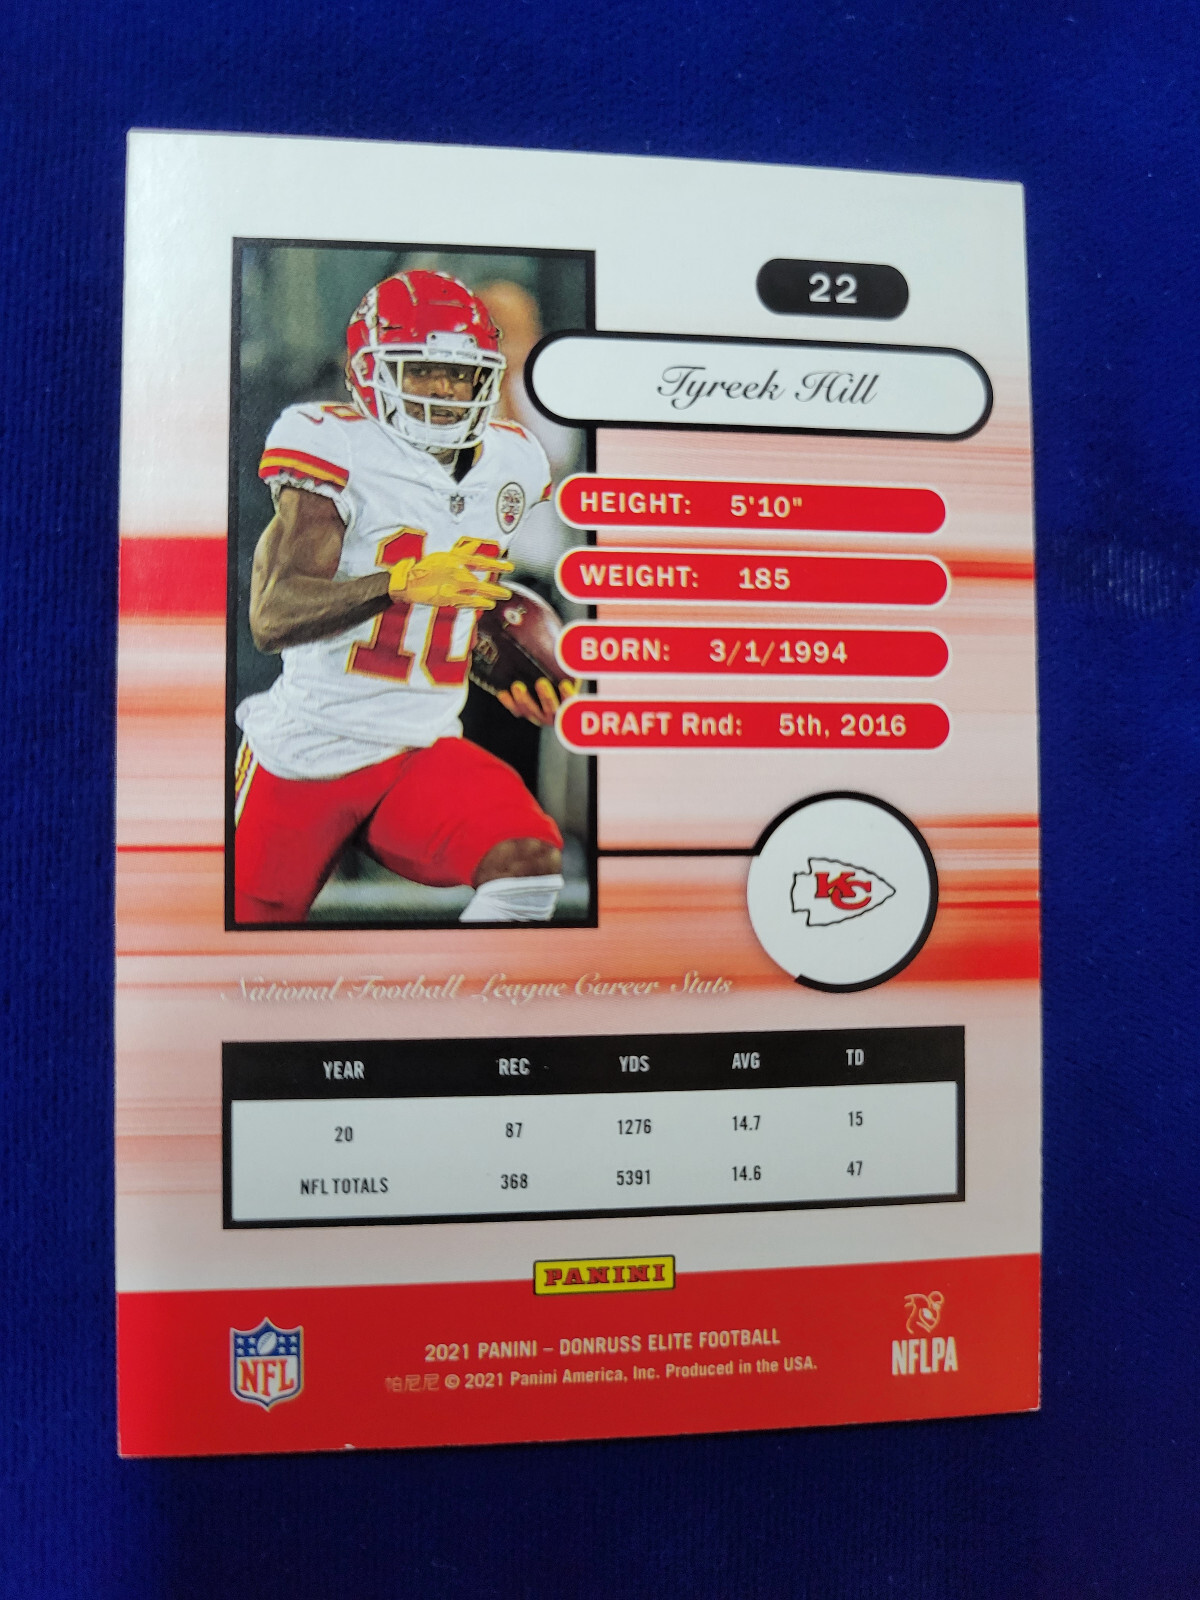 22
Tyreek Hill
HEIGHT: 5'10"
WEIGHT: 185
BORN: 3/1/1994
DRAFT Rnd: 5th, 2016
10
KC
National Football League Career Stats
YEAR REC YDS AVG TD
20 87 1276 14.7 15
NFL TOTALS 368 5391 14.6 47
PANINI
NFL
2021 PANINI – DONRUSS ELITE FOOTBALL
帕尼尼 © 2021 Panini America, Inc. Produced in the USA.
NFLPA